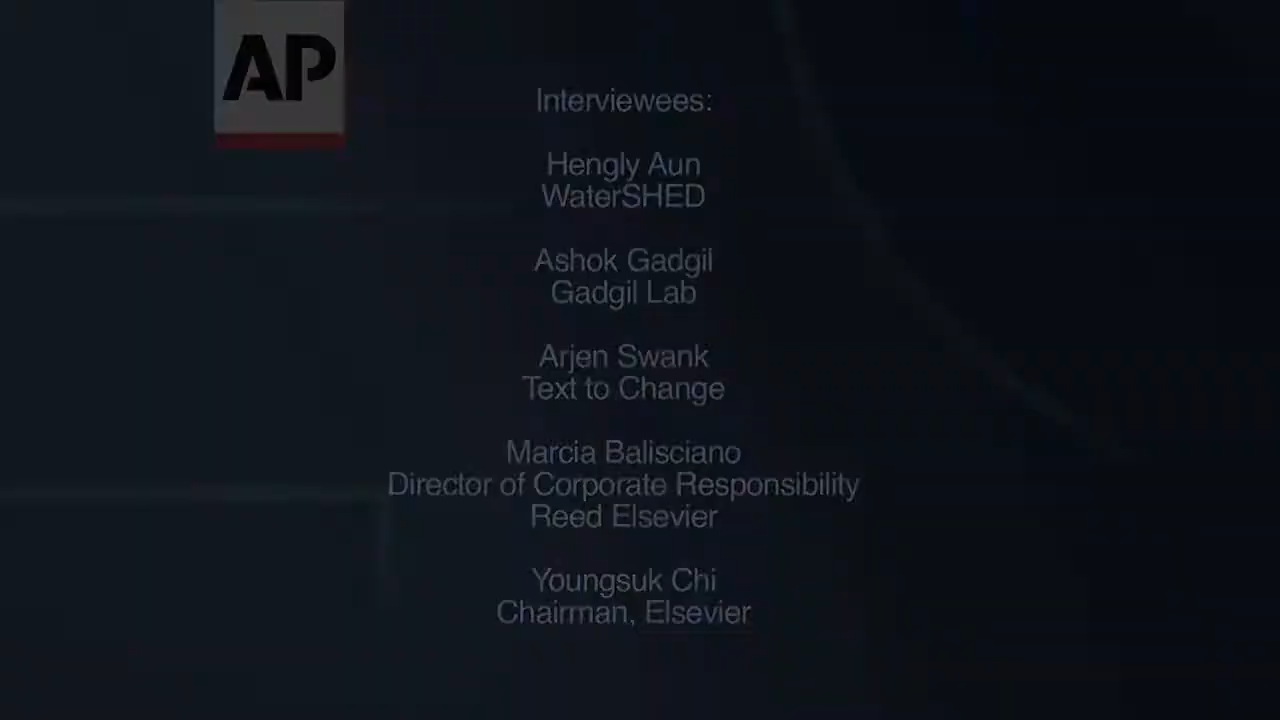 AP
Interviewees:
Hengly Aun
WaterSHED
Ashok Gadgil
Gadgil Lab
Arjen Swank
Text to Change
Marcia Balisciano
Director of Corporate Responsibility
Reed Elsevier
Youngsuk Chi
Chairman, Elsevier